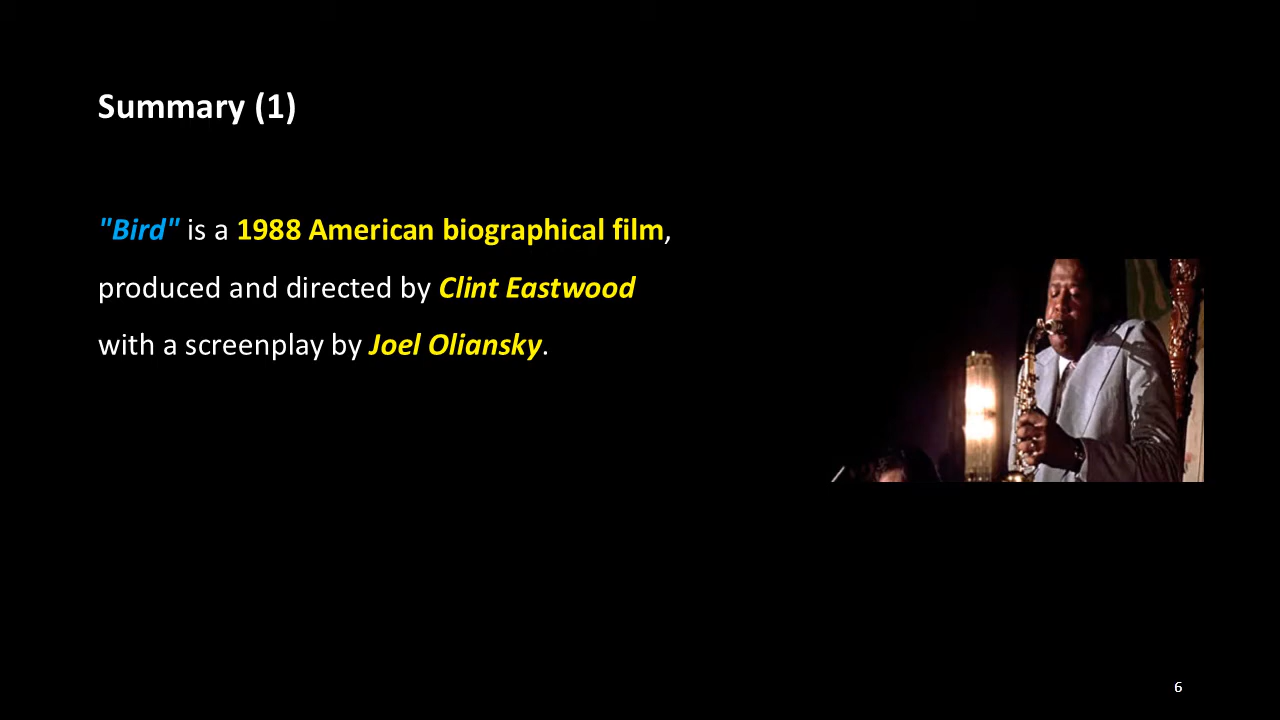 Summary (1)
"Bird" is a 1988 American biographical film,
produced and directed by Clint Eastwood
with a screenplay by Joel Oliansky.
6